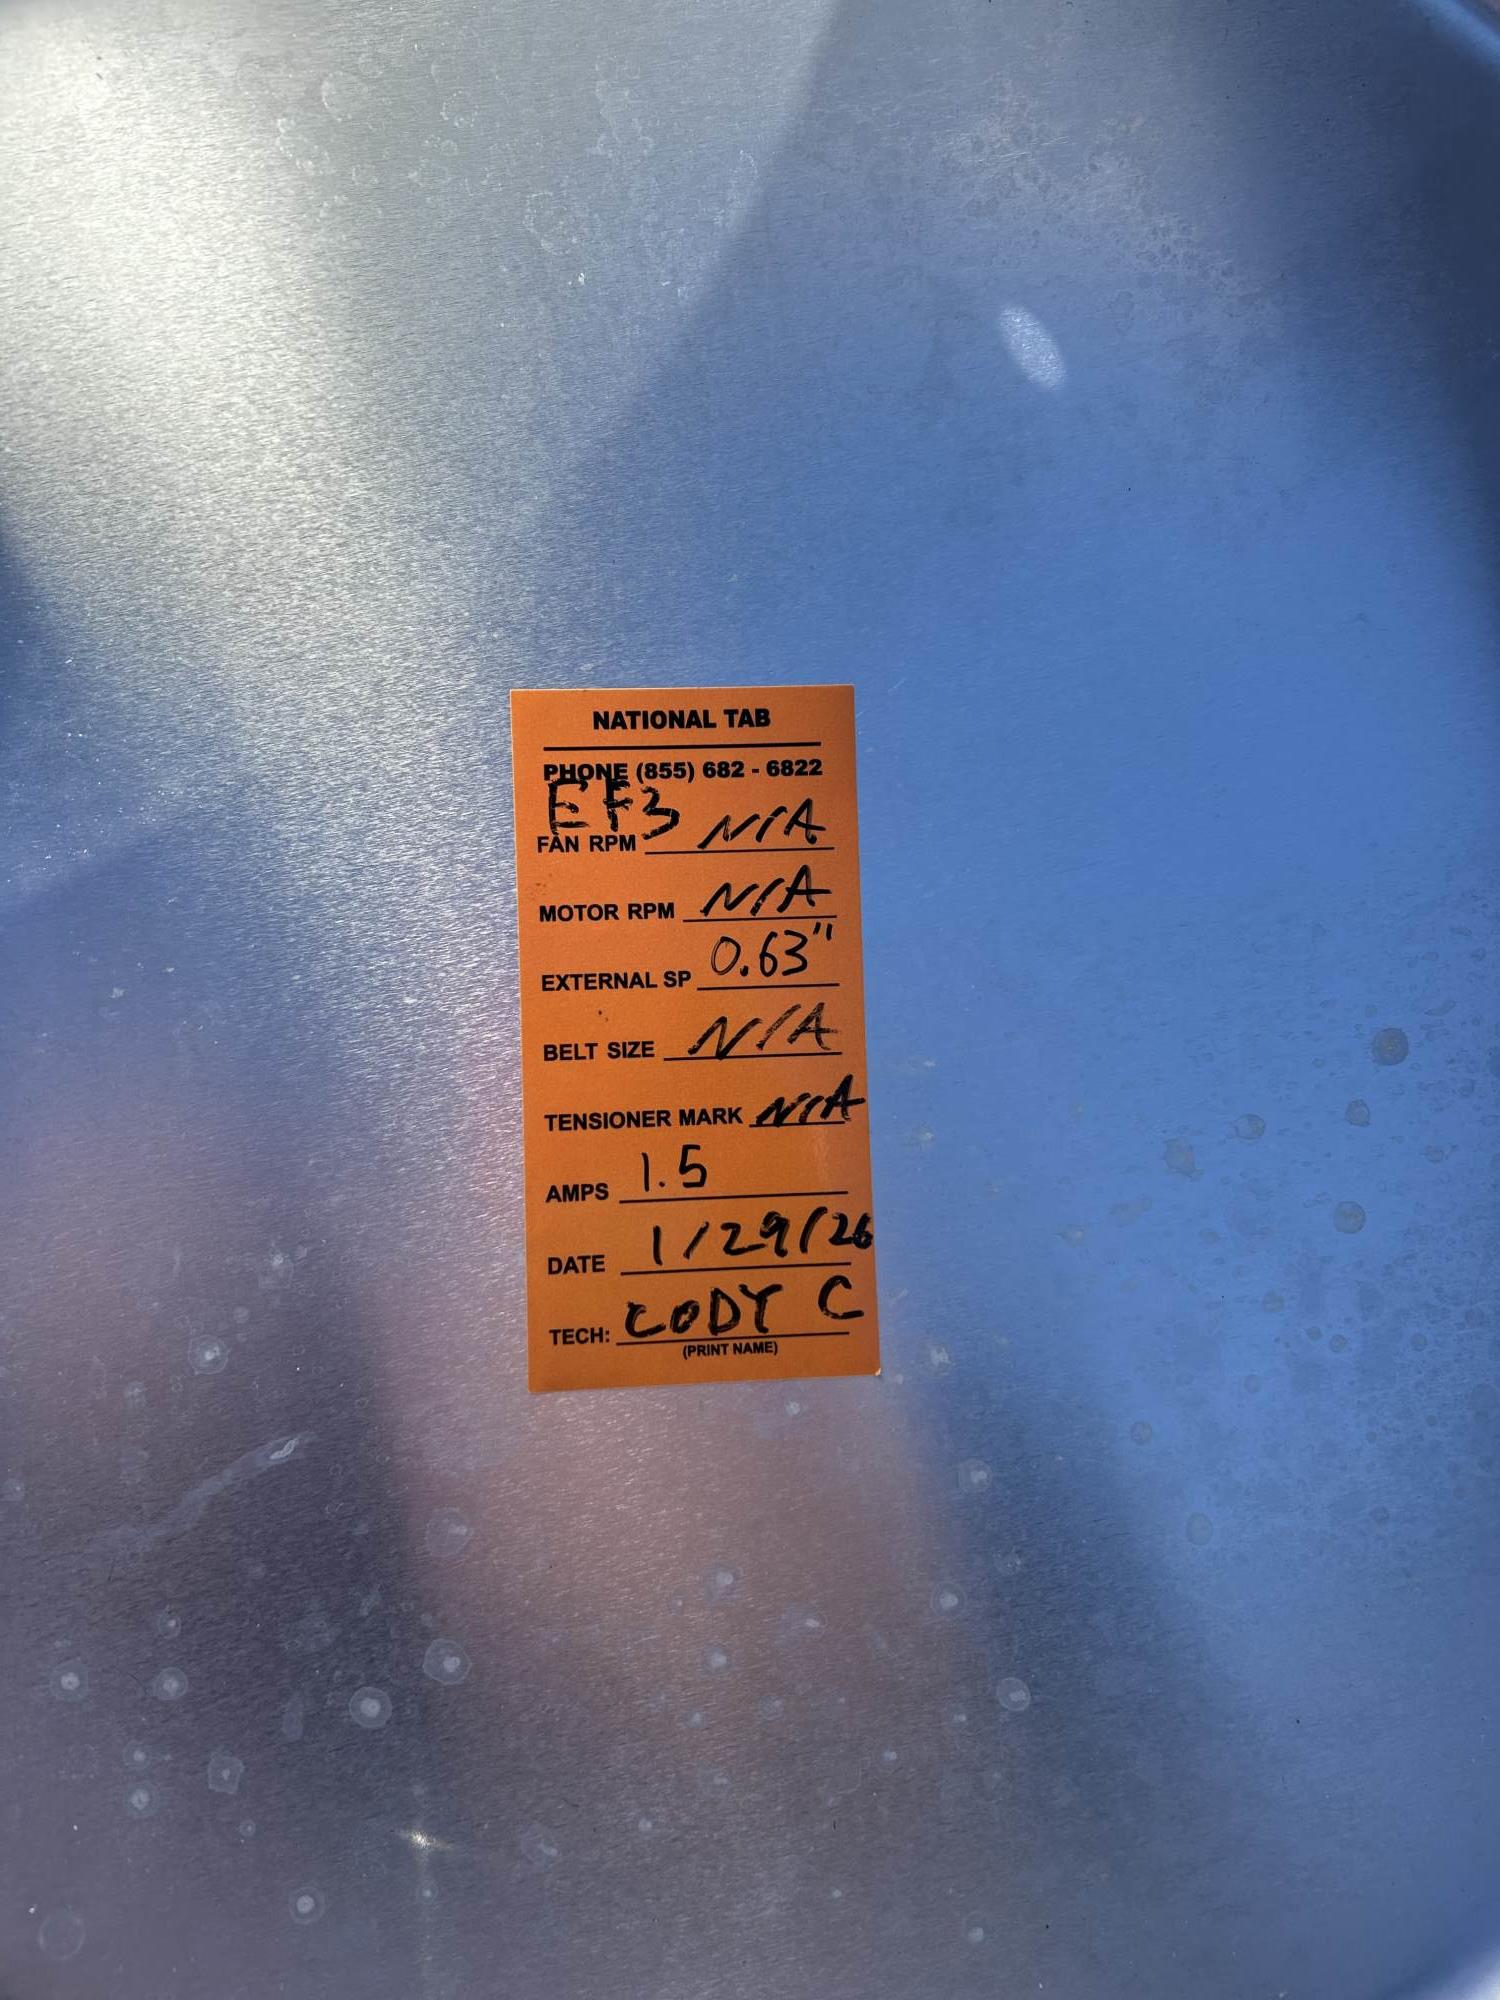 NATIONAL TAB
PHONE (855) 682 - 6822
EF3
FAN RPM N/A
MOTOR RPM N/A
EXTERNAL SP 0.63"
BELT SIZE N/A
TENSIONER MARK N/A
AMPS 1.5
DATE 1/29/26
TECH: CODY C
(PRINT NAME)